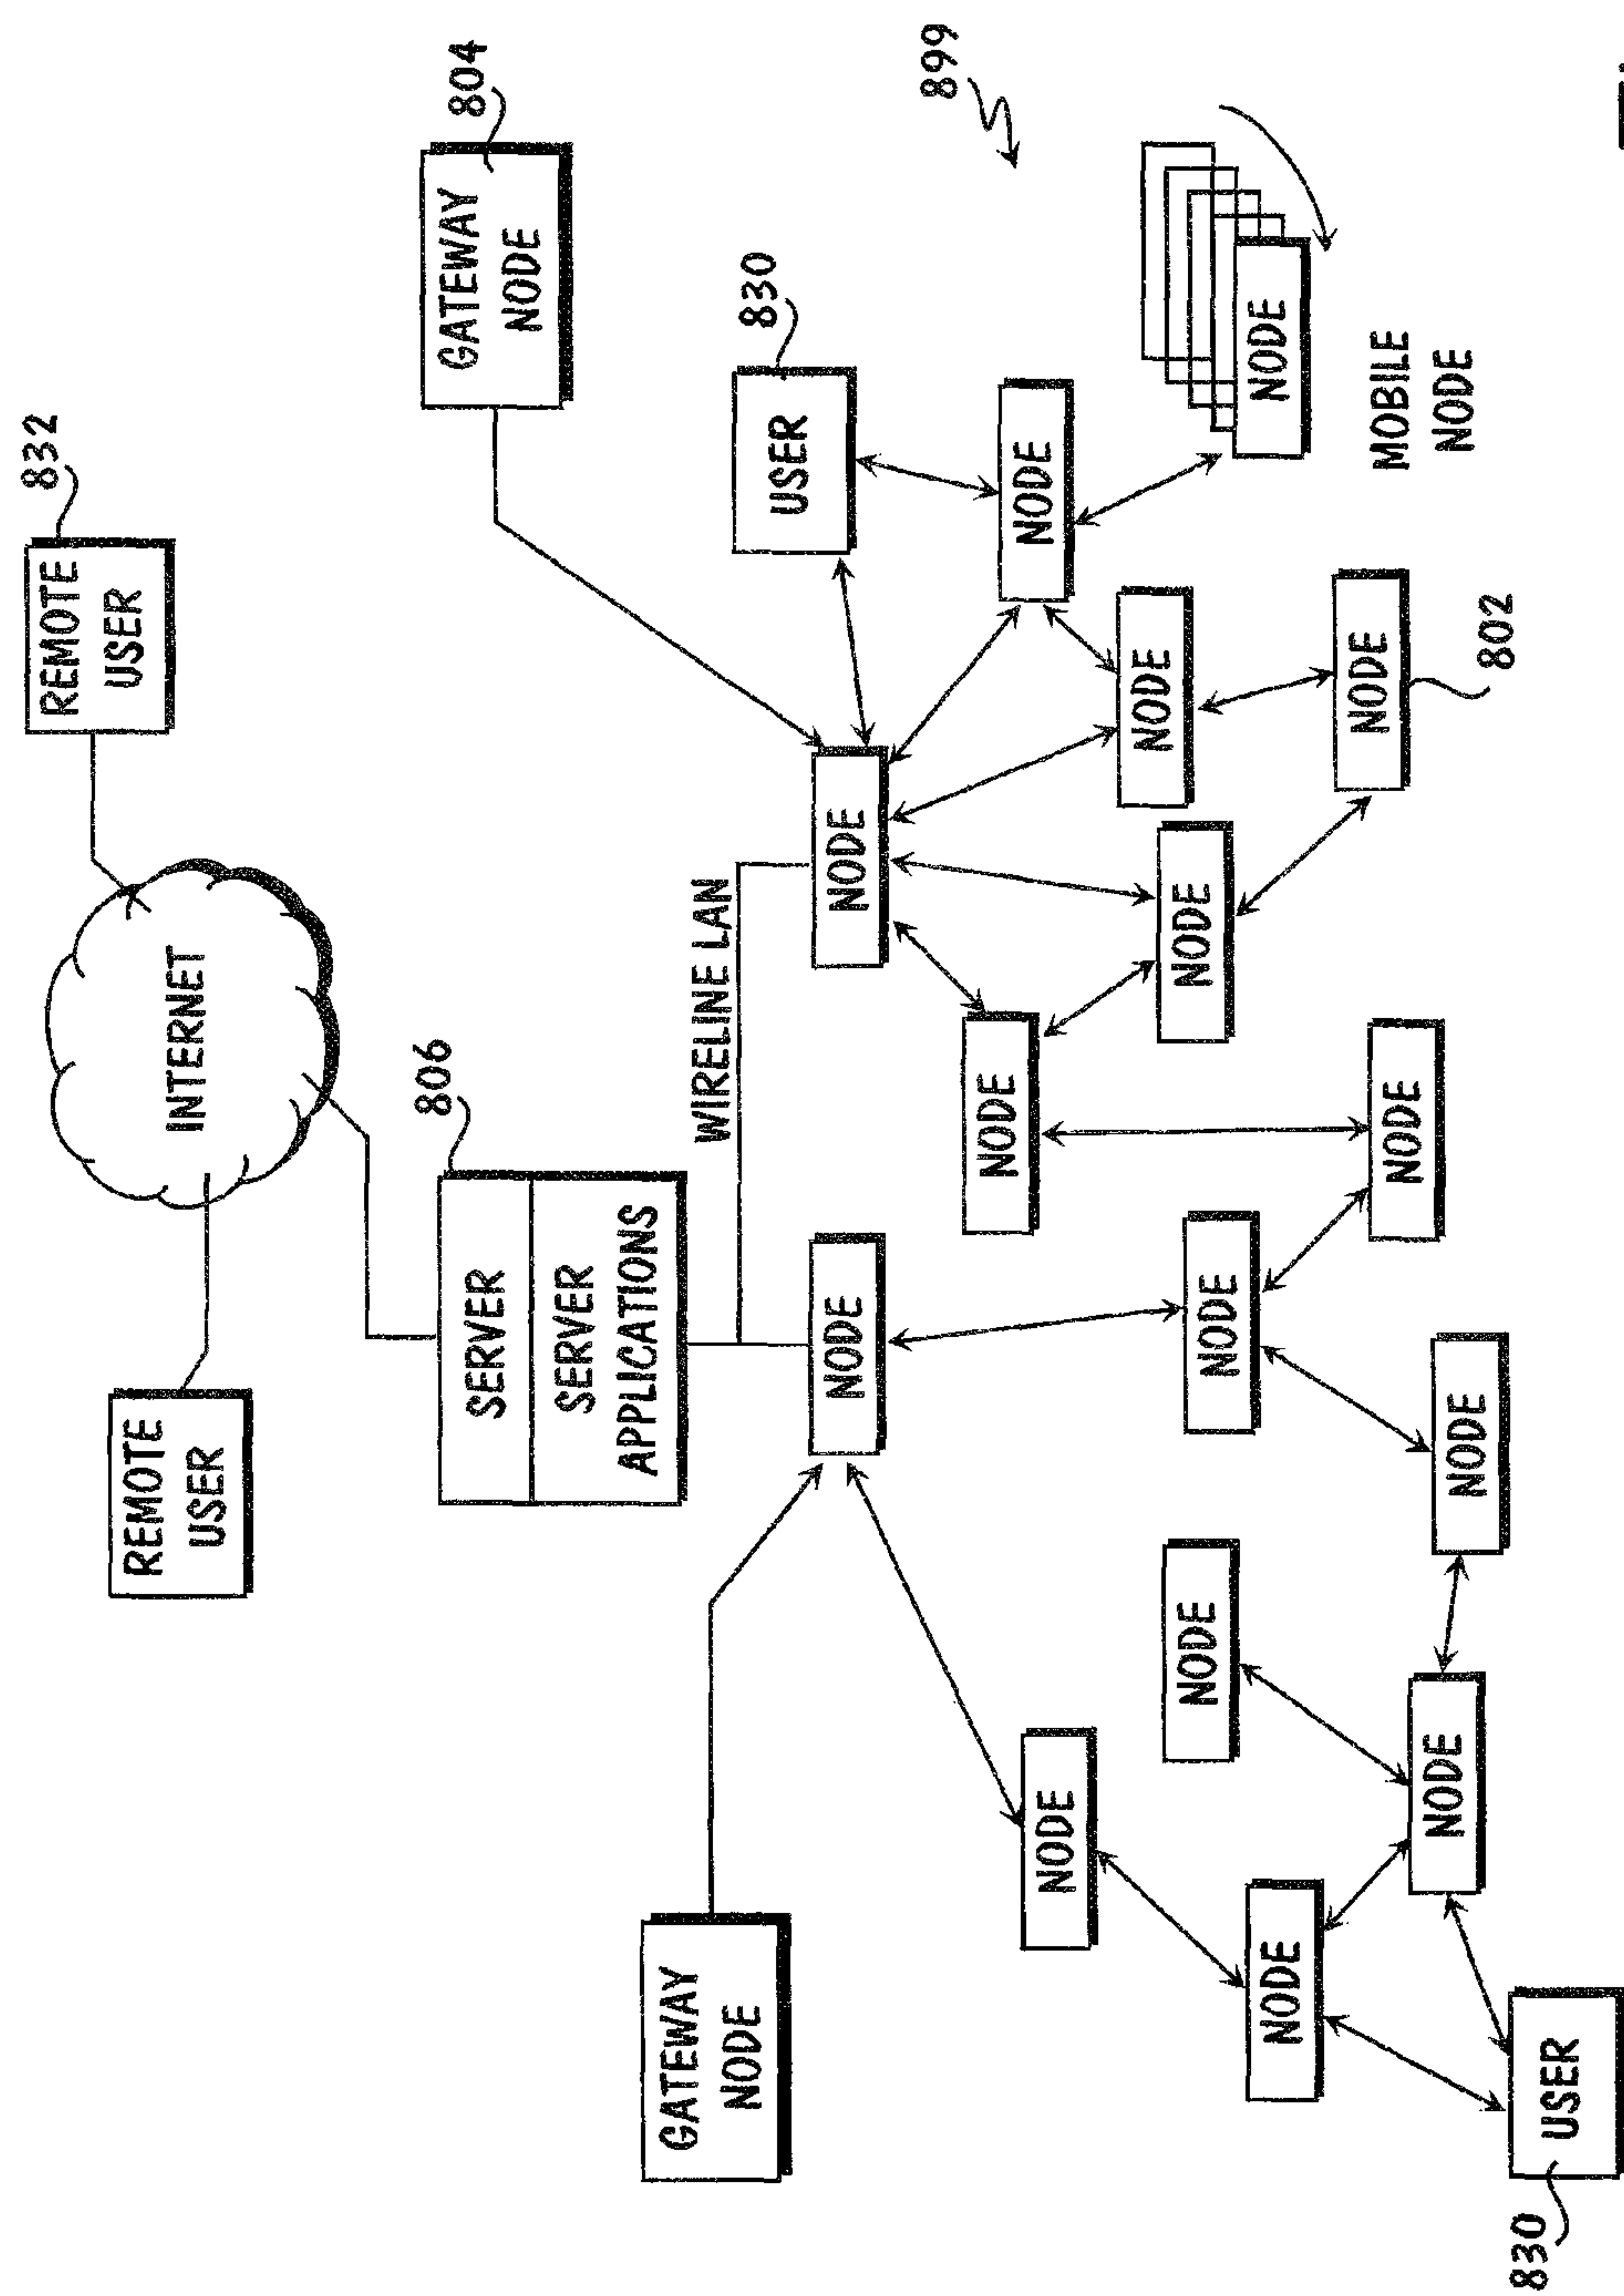 832
REMOTE
USER
REMOTE
USER
INTERNET
806
804
GATEWAY
NODE
SERVER
SERVER
APPLICATIONS
GATEWAY
NODE
WIRELINE LAN
830
USER
NODE
NODE
899
NODE
NODE
NODE
NODE
NODE
NODE
NODE
NODE
NODE
NODE
MOBILE
NODE
NODE
NODE
NODE
802
830
USER